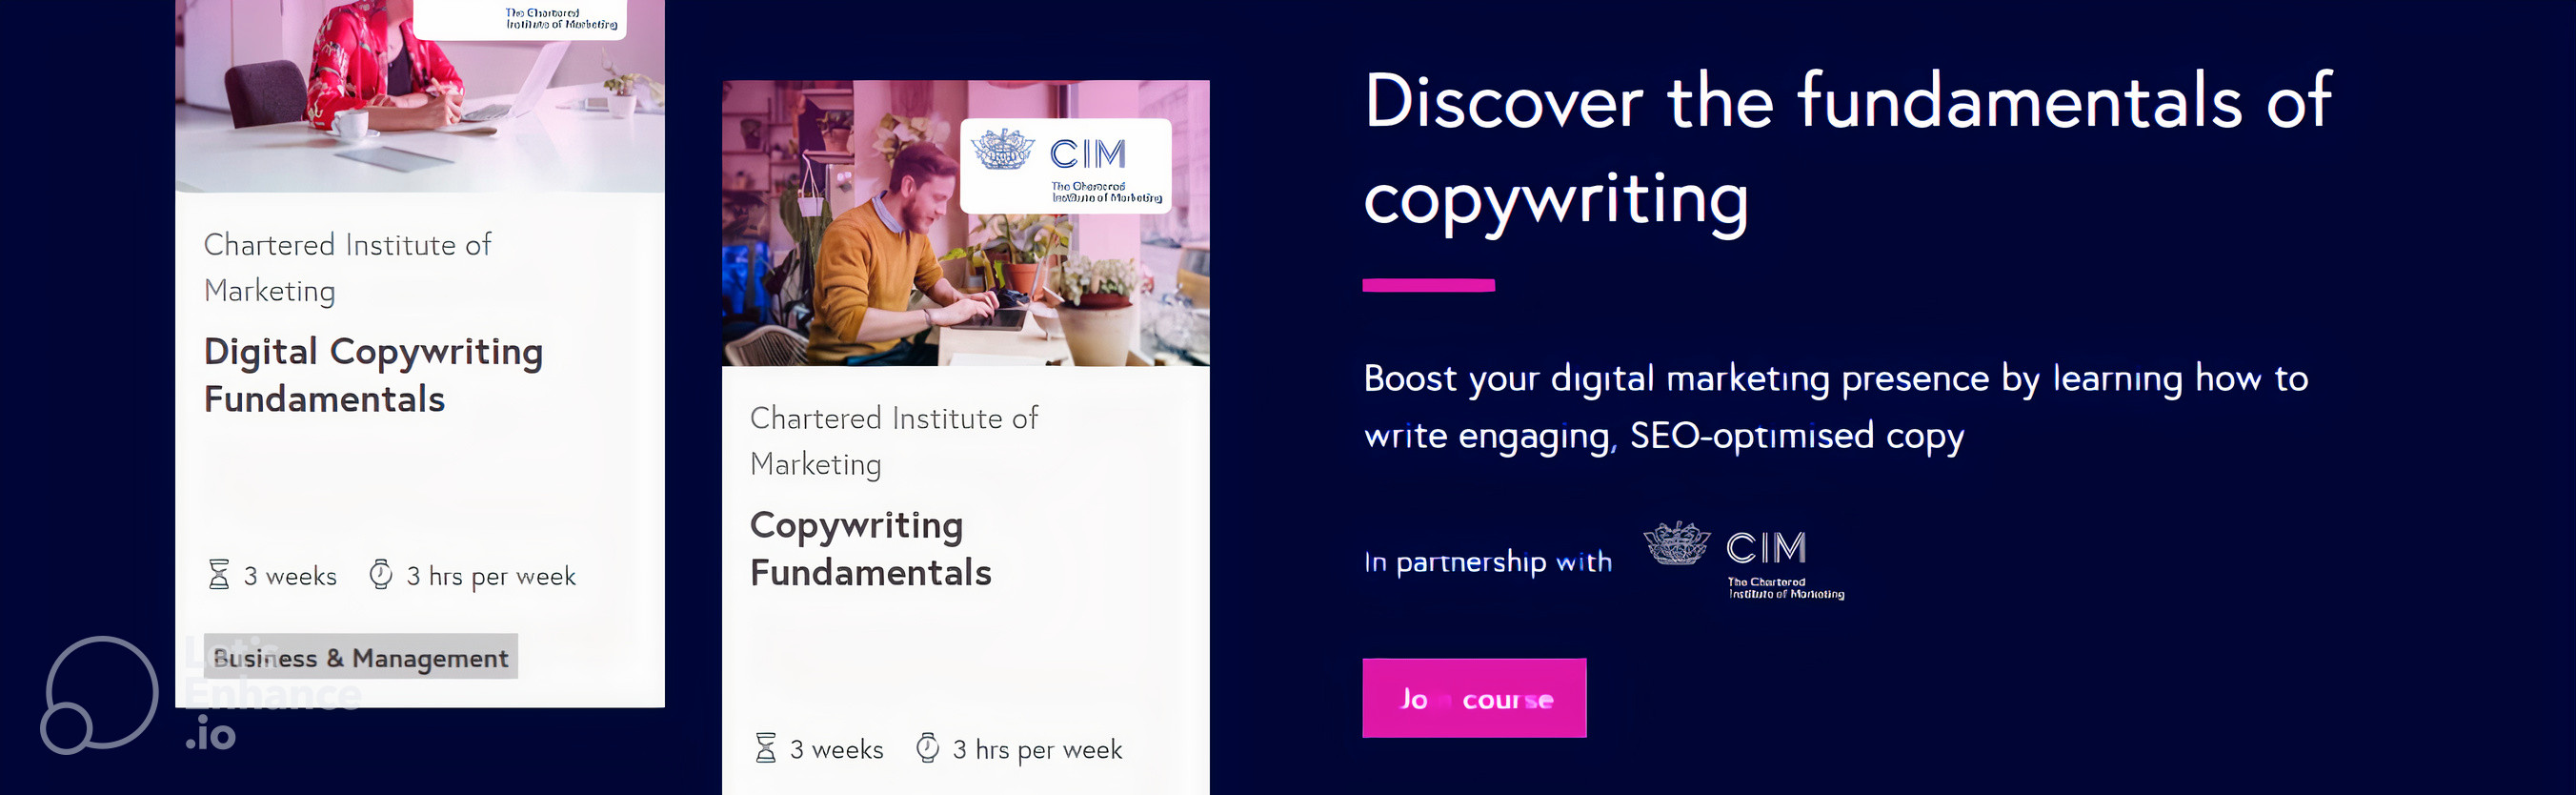 The Chartered
Institute of Marketing
Chartered Institute of
Marketing
Digital Copywriting
Fundamentals
3 weeks 3 hrs per week
Business & Management
Let's
Enhance
.io
CIM
The Chartered
Institute of Marketing
Chartered Institute of
Marketing
Copywriting
Fundamentals
3 weeks 3 hrs per week
Discover the fundamentals of
copywriting
Boost your digital marketing presence by learning how to
write engaging, SEO-optimised copy
In partnership with
CIM
The Chartered
Institute of Marketing
Jo course